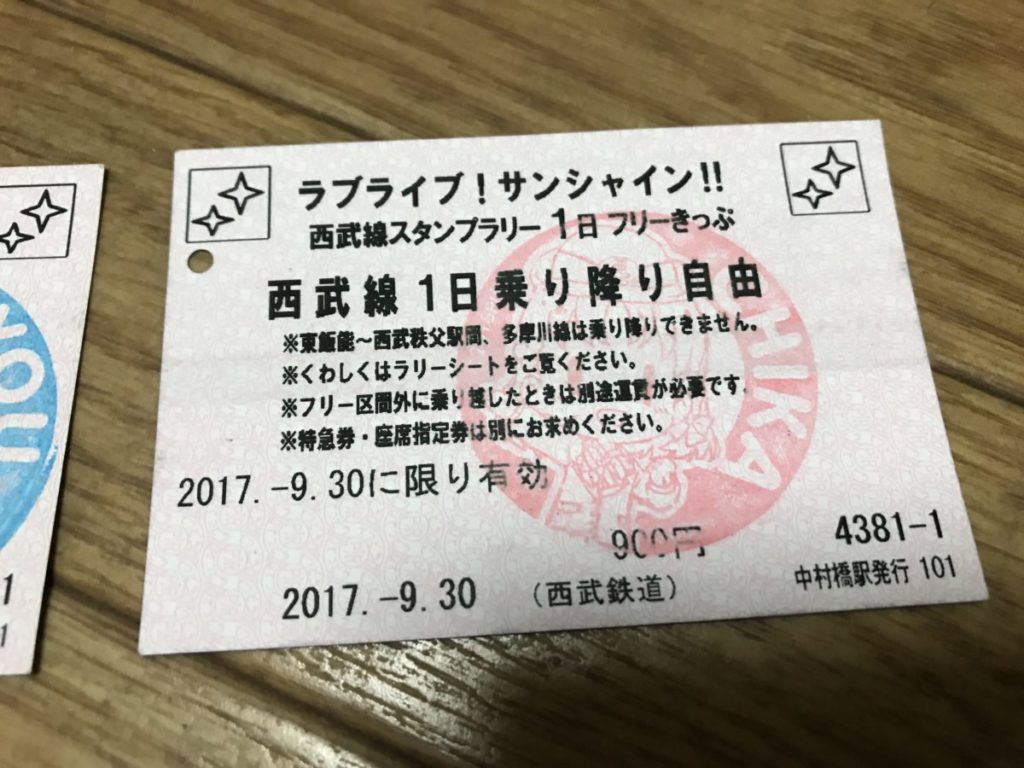 ラブライブ！サンシャイン!!
西武線スタンプラリー1日フリーきっぷ
西武線1日乗り降り自由
※東飯能～西武秩父駅間、多摩川線は乗り降りできません。
※くわしくはラリーシートをご覧ください。
※フリー区間外に乗り越したときは別途運賃が必要です。
※特急券・座席指定券は別にお求めください。
2017.-9.30に限り有効
900円
4381-1
2017.-9.30
(西武鉄道)
中村橋駅発行 101
CHIKA
1
1